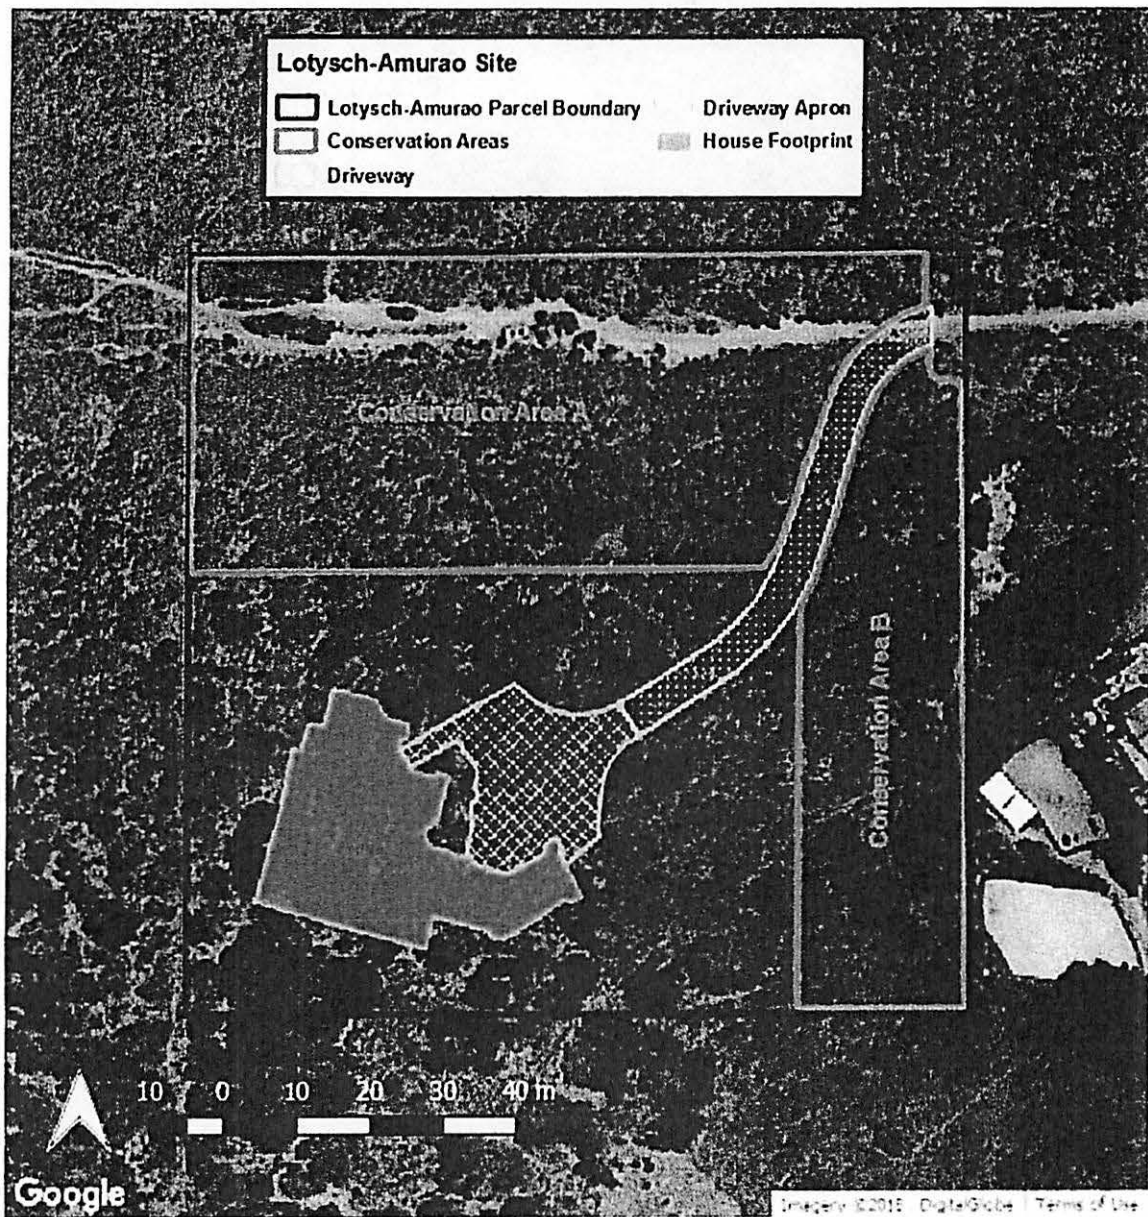 Lotysch-Amurao Site
Lotysch-Amurao Parcel Boundary
Driveway Apron
Conservation Areas
House Footprint
Driveway
Conservation Area A
Conservation Area B
10 0 10 20 30 40 m
Google
Imagery ©2018 DigitalGlobe Terms of Use